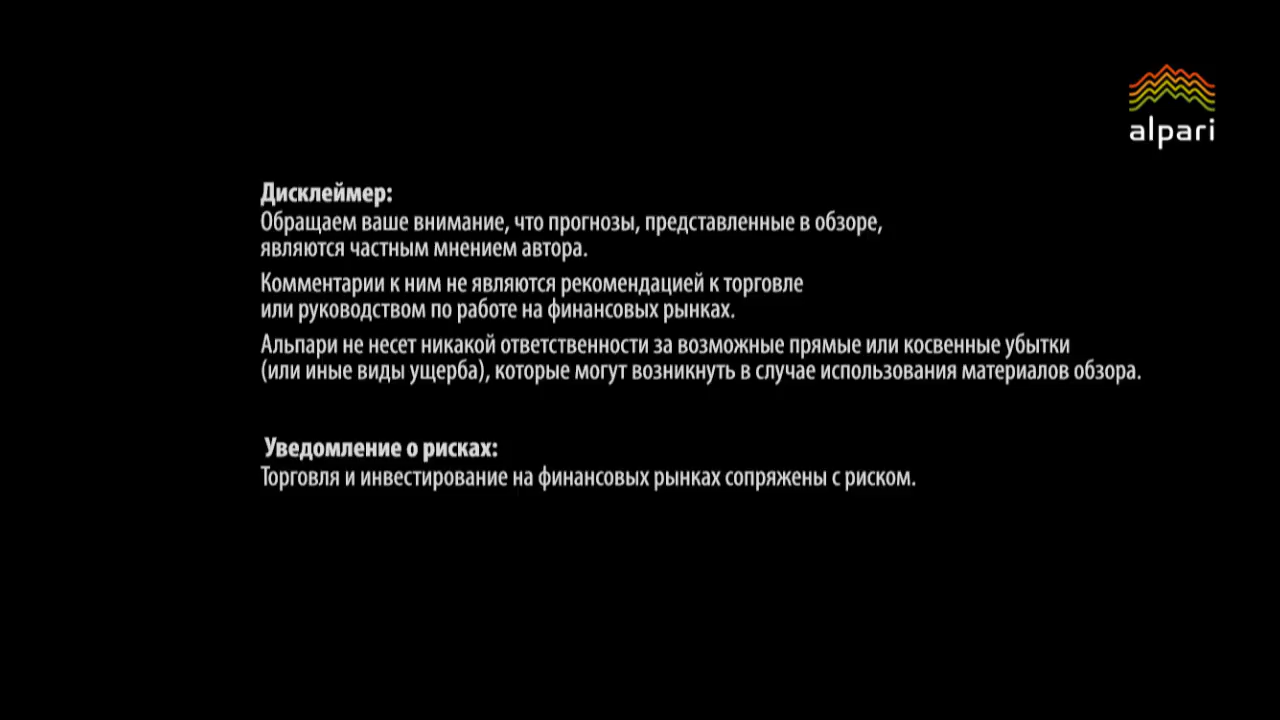 alpari
Дисклеймер:
Обращаем ваше внимание, что прогнозы, представленные в обзоре,
являются частным мнением автора.
Комментарии к ним не являются рекомендацией к торговле
или руководством по работе на финансовых рынках.
Альпари не несет никакой ответственности за возможные прямые или косвенные убытки
(или иные виды ущерба), которые могут возникнуть в случае использования материалов обзора.
Уведомление о рисках:
Торговля и инвестирование на финансовых рынках сопряжены с риском.